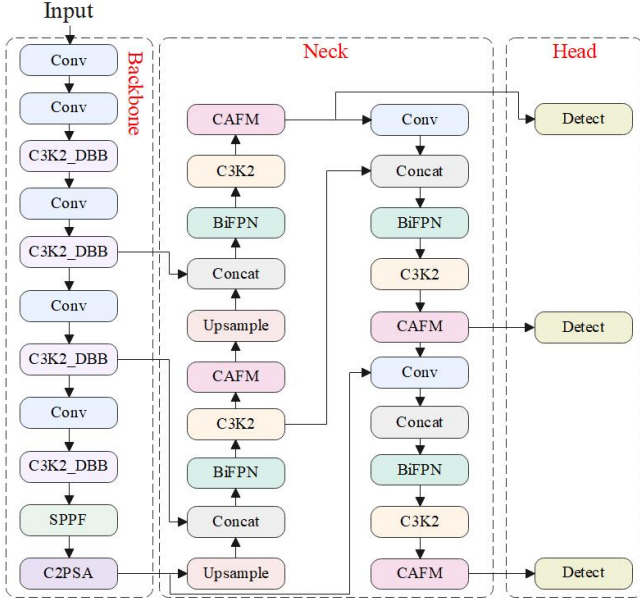 Input
Backbone
Conv
Conv
C3K2_DBB
Conv
C3K2_DBB
Conv
C3K2_DBB
Conv
C3K2_DBB
SPPF
C2PSA
Neck
CAFM
C3K2
BiFPN
Concat
Upsample
CAFM
C3K2
BiFPN
Concat
Upsample
Conv
Concat
BiFPN
C3K2
CAFM
Conv
Concat
BiFPN
C3K2
CAFM
Head
Detect
Detect
Detect